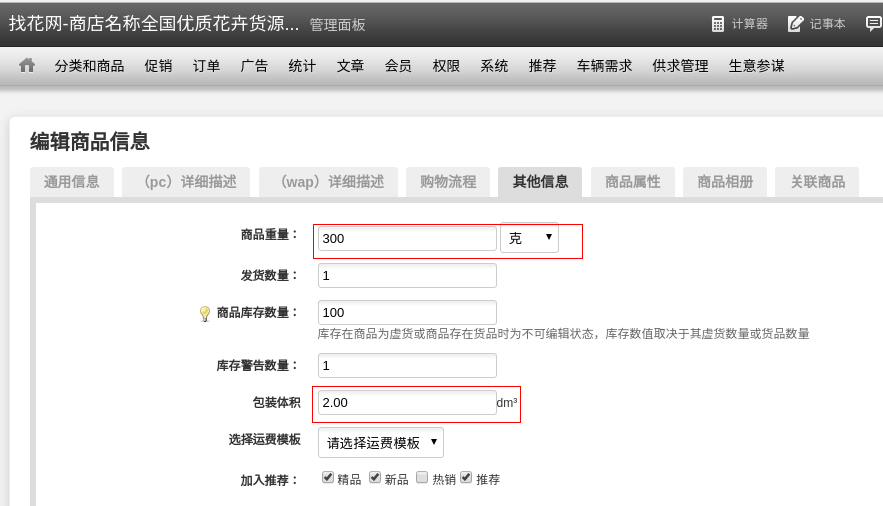 找花网-商店名称全国优质花卉货源... 管理面板 计算器 记事本
分类和商品 促销 订单 广告 统计 文章 会员 权限 系统 推荐 车辆需求 供求管理 生意参谋
编辑商品信息
通用信息 （pc）详细描述 （wap）详细描述 购物流程 其他信息 商品属性 商品相册 关联商品
商品重量： 300 克
发货数量： 1
商品库存数量： 100
库存在商品为虚货或商品存在货品时为不可编辑状态，库存数值取决于其虚货数量或货品数量
库存警告数量： 1
包装体积 2.00 dm³
选择运费模板 请选择运费模板
加入推荐： 精品 新品 热销 推荐